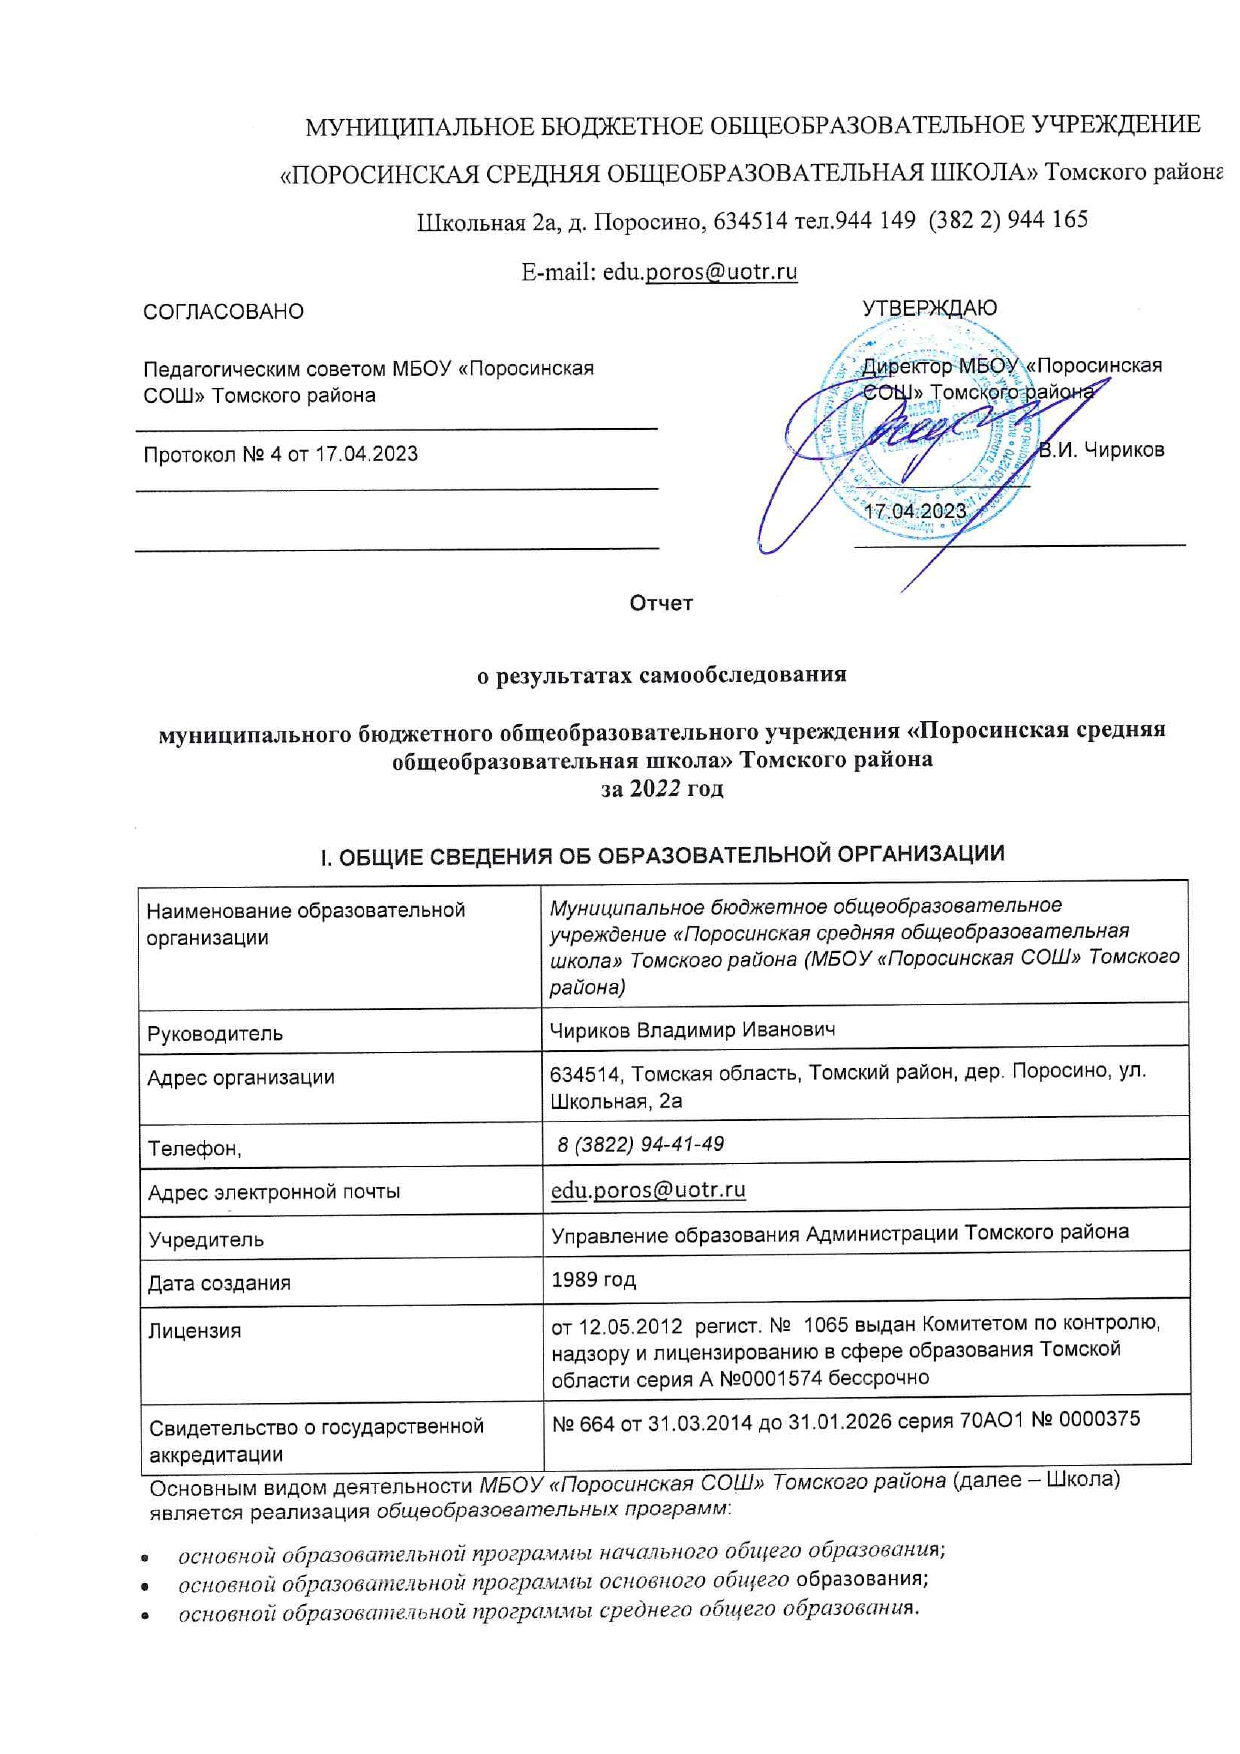 МУНИЦИПАЛЬНОЕ БЮДЖЕТНОЕ ОБЩЕОБРАЗОВАТЕЛЬНОЕ УЧРЕЖДЕНИЕ
«ПОРОСИНСКАЯ СРЕДНЯЯ ОБЩЕОБРАЗОВАТЕЛЬНАЯ ШКОЛА» Томского района
Школьная 2а, д. Поросино, 634514 тел.944 149 (382 2) 944 165
E-mail: edu.poros@uotr.ru
СОГЛАСОВАНО
Педагогическим советом МБОУ «Поросинская
СОШ» Томского района
Протокол № 4 от 17.04.2023
УТВЕРЖДАЮ
Директор МБОУ «Поросинская
СОШ» Томского района
В.И. Чириков
17.04.2023
МБОУ
Отчет
о результатах самообследования
муниципального бюджетного общеобразовательного учреждения «Поросинская средняя
общеобразовательная школа» Томского района
за 2022 год
I. ОБЩИЕ СВЕДЕНИЯ ОБ ОБРАЗОВАТЕЛЬНОЙ ОРГАНИЗАЦИИ
Наименование образовательной
организации
Муниципальное бюджетное общеобразовательное
учреждение «Поросинская средняя общеобразовательная
школа» Томского района (МБОУ «Поросинская СОШ» Томского
района)
Руководитель
Чириков Владимир Иванович
Адрес организации
634514, Томская область, Томский район, дер. Поросино, ул.
Школьная, 2а
Телефон,
8 (3822) 94-41-49
Адрес электронной почты
edu.poros@uotr.ru
Учредитель
Управление образования Администрации Томского района
Дата создания
1989 год
Лицензия
от 12.05.2012 регист. № 1065 выдан Комитетом по контролю,
надзору и лицензированию в сфере образования Томской
области серия А №0001574 бессрочно
Свидетельство о государственной
аккредитации
№ 664 от 31.03.2014 до 31.01.2026 серия 70АО1 № 0000375
Основным видом деятельности МБОУ «Поросинская СОШ» Томского района (далее – Школа)
является реализация общеобразовательных программ:
• основной образовательной программы начального общего образования;
• основной образовательной программы основного общего образования;
• основной образовательной программы среднего общего образования.